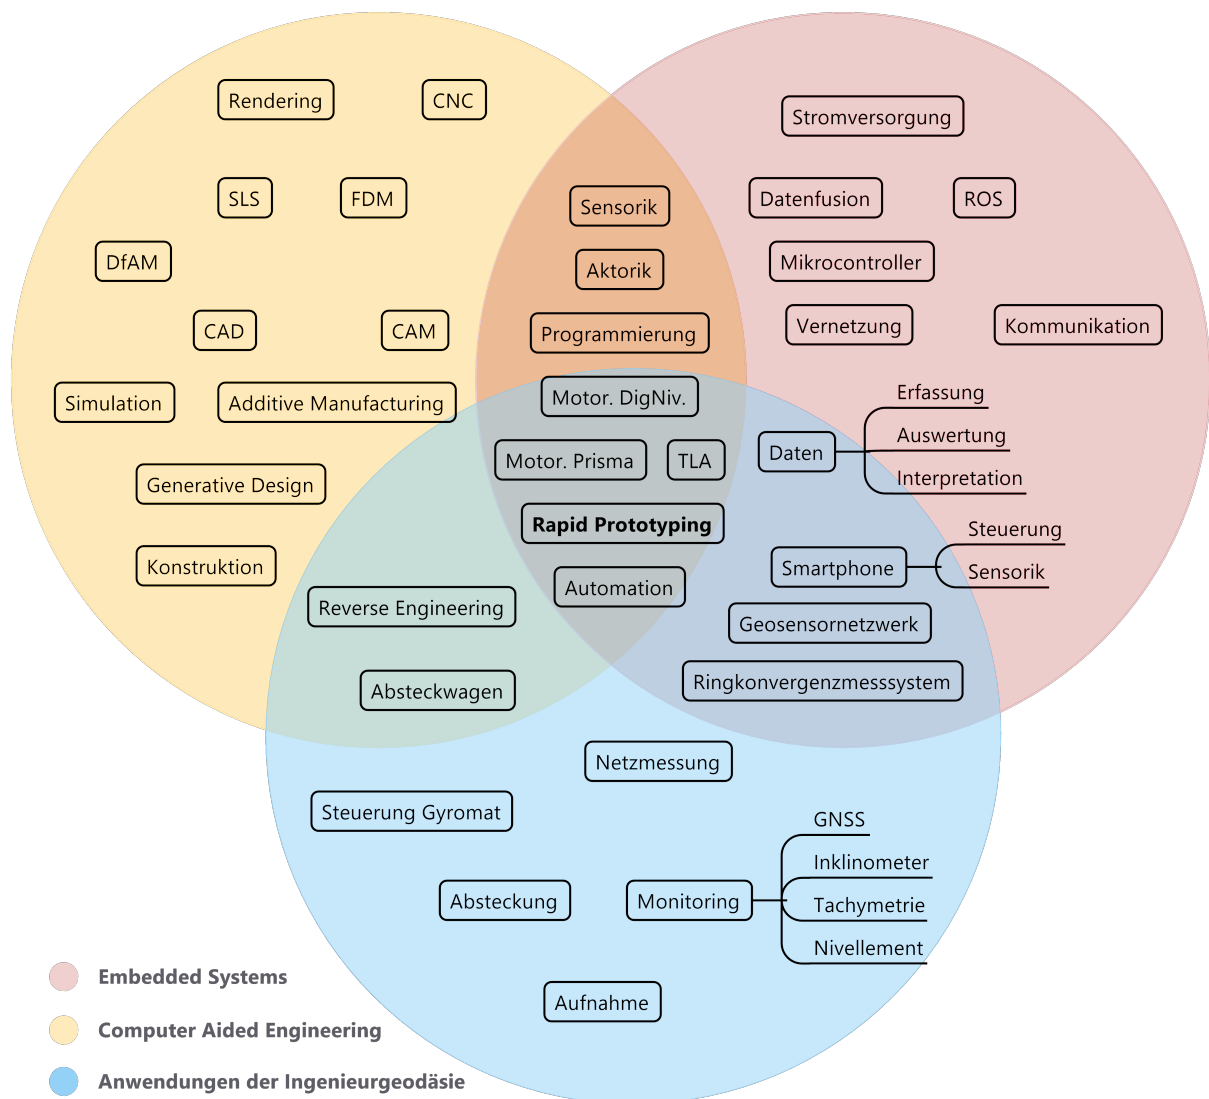 Rendering
CNC
SLS
FDM
DfAM
CAD
CAM
Simulation
Additive Manufacturing
Generative Design
Konstruktion
Sensorik
Aktorik
Programmierung
Stromversorgung
Datenfusion
ROS
Mikrocontroller
Vernetzung
Kommunikation
Motor. DigNiv.
Motor. Prisma
TLA
Rapid Prototyping
Automation
Daten
Erfassung
Auswertung
Interpretation
Smartphone
Steuerung
Sensorik
Geosensornetzwerk
Ringkonvergenzmesssystem
Reverse Engineering
Absteckwagen
Netzmessung
Steuerung Gyromat
Absteckung
Monitoring
GNSS
Inklinometer
Tachymetrie
Nivellement
Aufnahme
Embedded Systems
Computer Aided Engineering
Anwendungen der Ingenieurgeodäsie